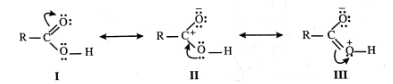 Ö: Ö:⁻ Ö:⁻
R—C R—C⁺ R—C
Ö—H Ö—H O⁺—H
I II III